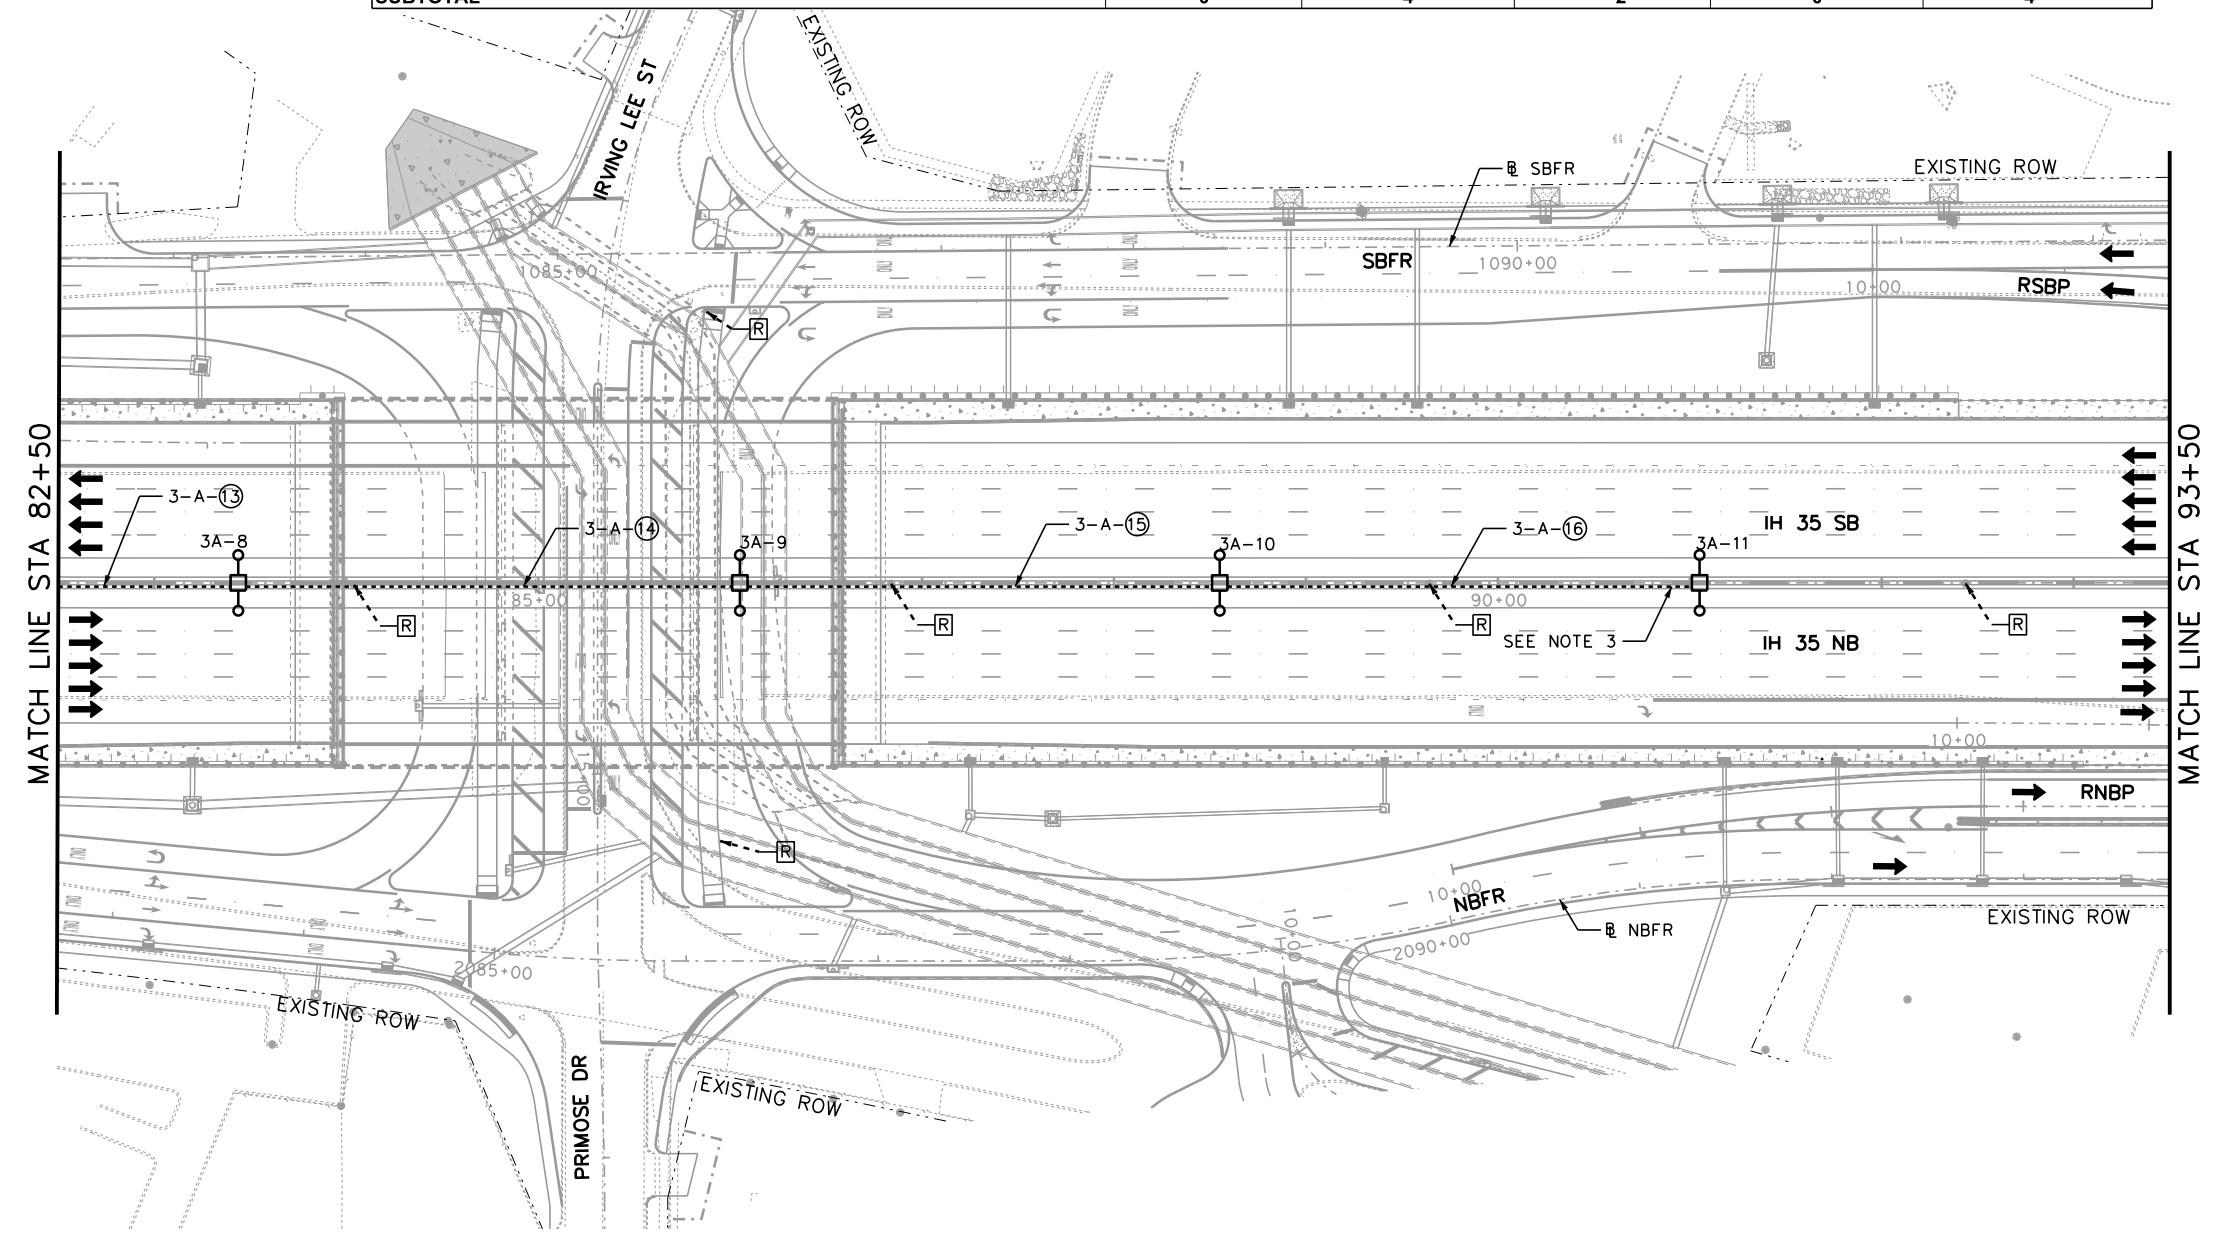 SUBTOTAL
EXISTING ROW
IRVING LEE ST
℄ SBFR
EXISTING ROW
1085+00
SBFR
1090+00
10+00
RSBP
R
MATCH LINE STA 82+50
MATCH LINE STA 93+50
3-A-13
3A-8
3-A-14
3A-9
3-A-15
3A-10
3-A-16
3A-11
IH 35 SB
85+00
90+00
R
R
R
R
SEE NOTE 3
IH 35 NB
10+00
RNBP
R
10+00
NBFR
EXISTING ROW
℄ NBFR
10+00
2090+00
2085+00
EXISTING ROW
PRIMOSE DR
EXISTING ROW